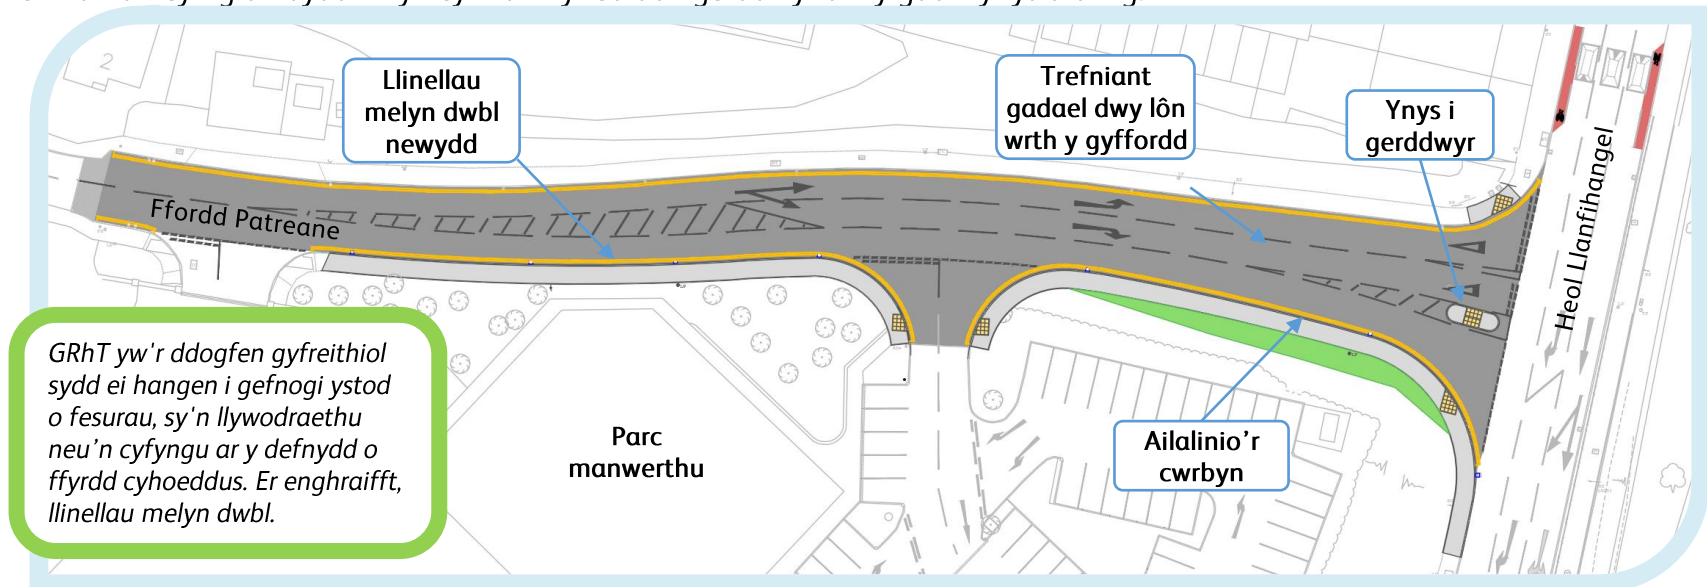 2
Llinellau
melyn dwbl
newydd
Trefniant
gadael dwy lôn
wrth y gyffordd
Ynys i
gerddwyr
Heol Llanfihangel
Ffordd Patreane
GRhT yw'r ddogfen gyfreithiol
sydd ei hangen i gefnogi ystod
o fesurau, sy'n llywodraethu
neu’n cyfyngu ar y defnydd o
ffyrdd cyhoeddus. Er enghraifft,
llinellau melyn dwbl.
Parc
manwerthu
Ailalinio’r
cwrbyn